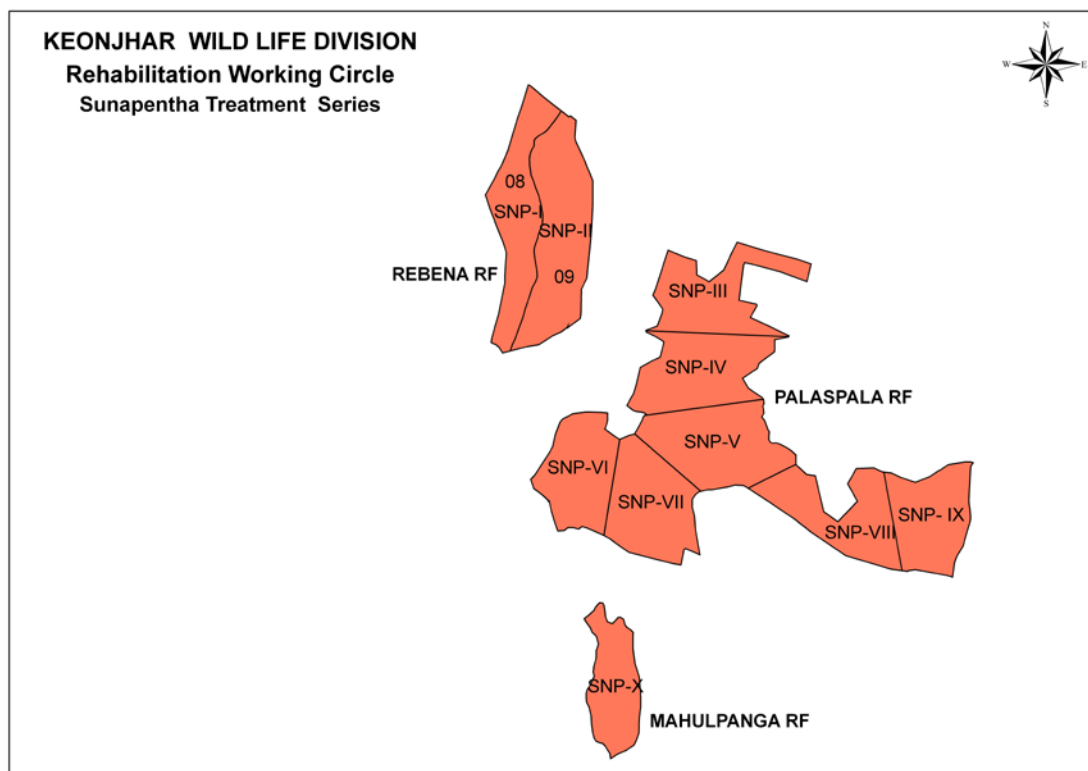 KEONJHAR WILD LIFE DIVISION
Rehabilitation Working Circle
Sunapentha Treatment Series
N
W
E
S
08
SNP-I
SNP-II
REBENA RF
09
SNP-III
SNP-IV
PALASPALA RF
SNP-V
SNP-VI
SNP-VII
SNP-VIII
SNP- IX
SNP-X
MAHULPANGA RF